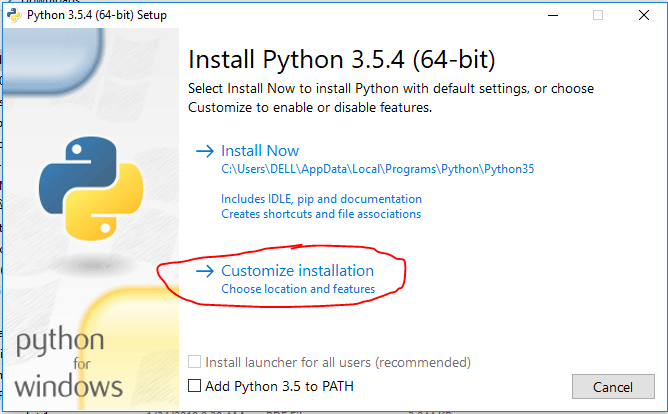 Python 3.5.4 (64-bit) Setup
Install Python 3.5.4 (64-bit)
Select Install Now to install Python with default settings, or choose
Customize to enable or disable features.
Install Now
C:\Users\DELL\AppData\Local\Programs\Python\Python35
Includes IDLE, pip and documentation
Creates shortcuts and file associations
Customize installation
Choose location and features
python
for
windows
Install launcher for all users (recommended)
Add Python 3.5 to PATH
Cancel